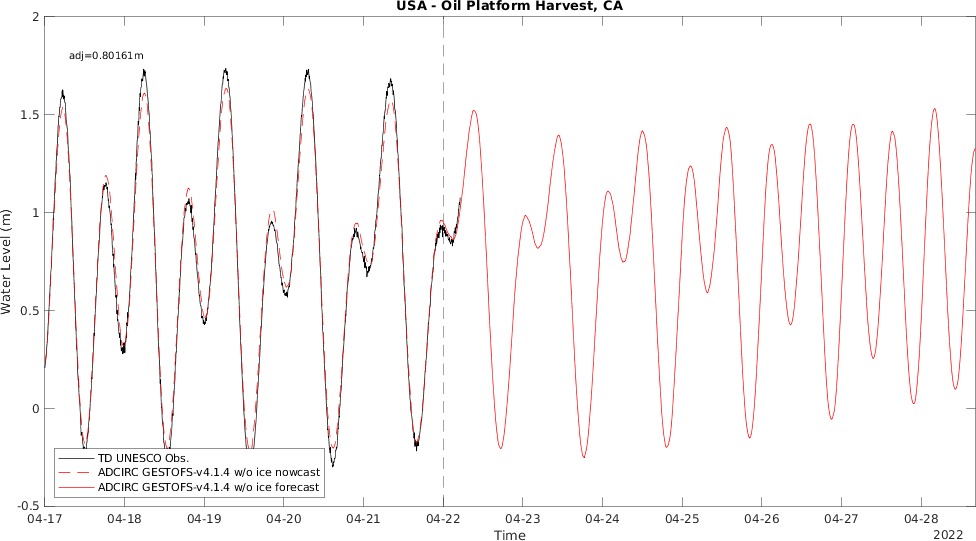 USA - Oil Platform Harvest, CA
adj=0.80161m
2
1.5
1
0.5
0
-0.5
Water Level (m)
TD UNESCO Obs.
ADCIRC GESTOFS-v4.1.4 w/o ice nowcast
ADCIRC GESTOFS-v4.1.4 w/o ice forecast
04-17 04-18 04-19 04-20 04-21 04-22 04-23 04-24 04-25 04-26 04-27 04-28
Time
2022